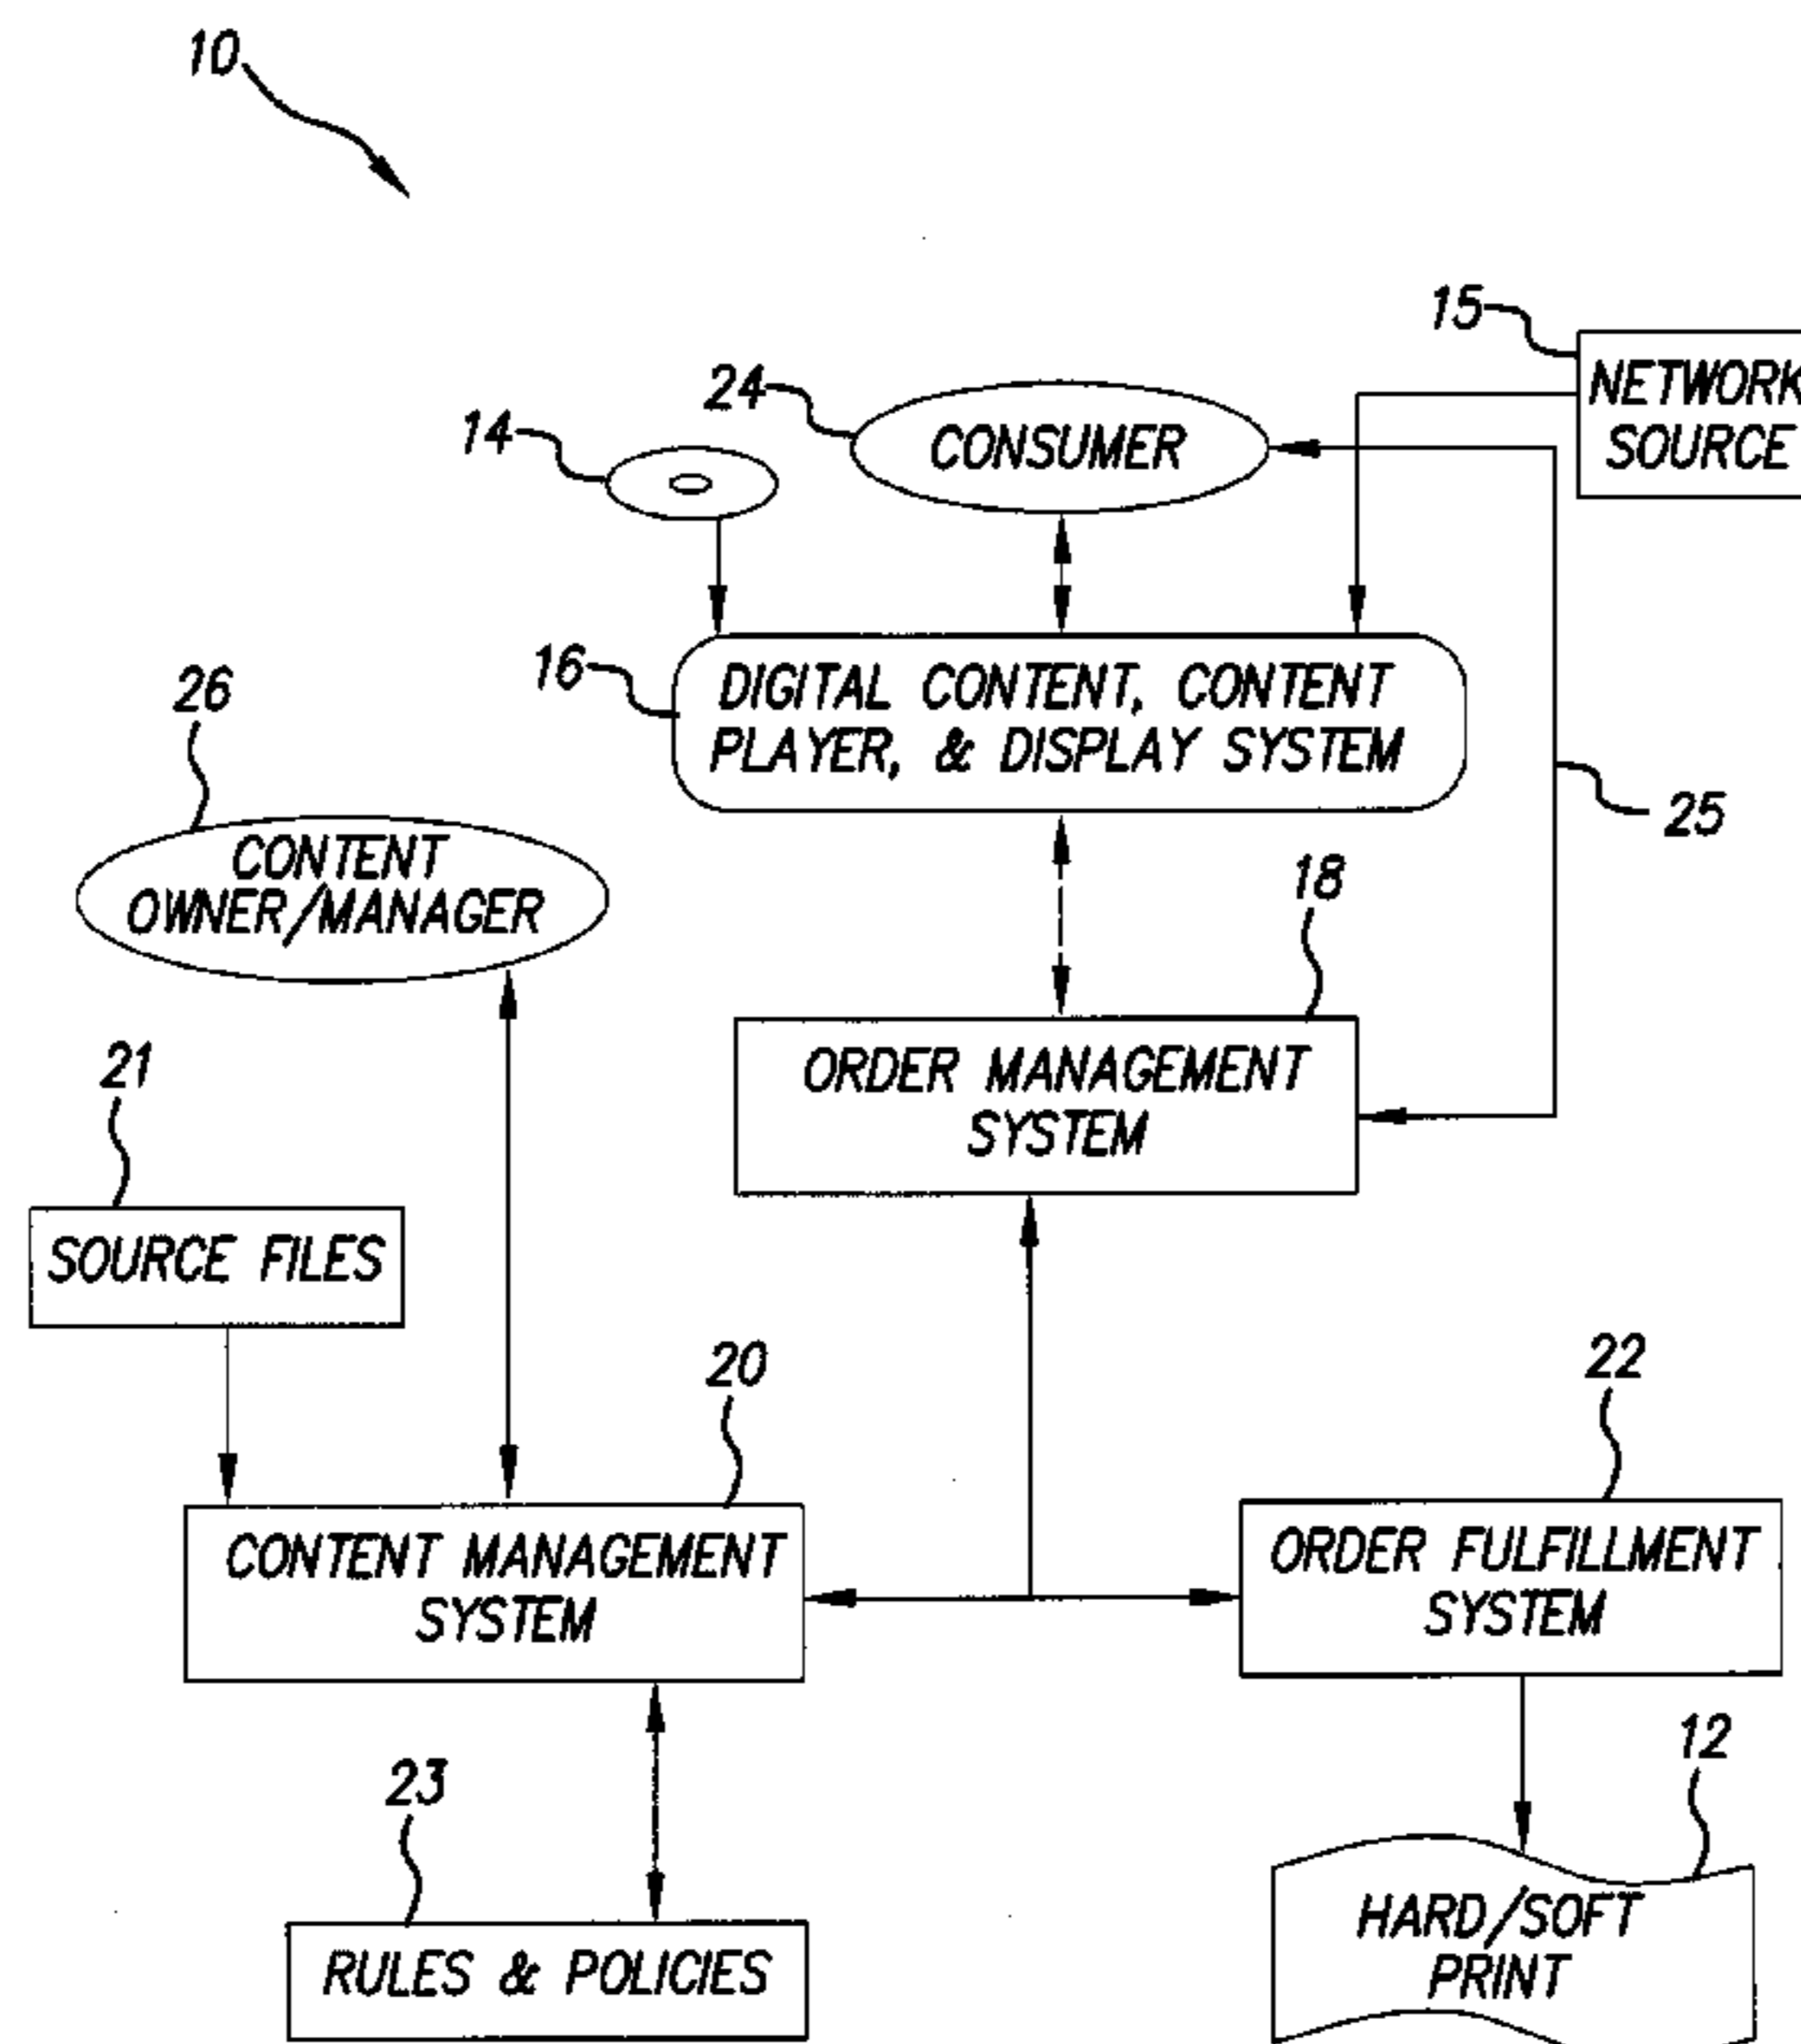 10
15
NETWORK
SOURCE
24
CONSUMER
14
16
DIGITAL CONTENT, CONTENT
PLAYER, & DISPLAY SYSTEM
25
26
CONTENT
OWNER/MANAGER
18
ORDER MANAGEMENT
SYSTEM
21
SOURCE FILES
20
CONTENT MANAGEMENT
SYSTEM
22
ORDER FULFILLMENT
SYSTEM
23
RULES & POLICIES
12
HARD/SOFT
PRINT